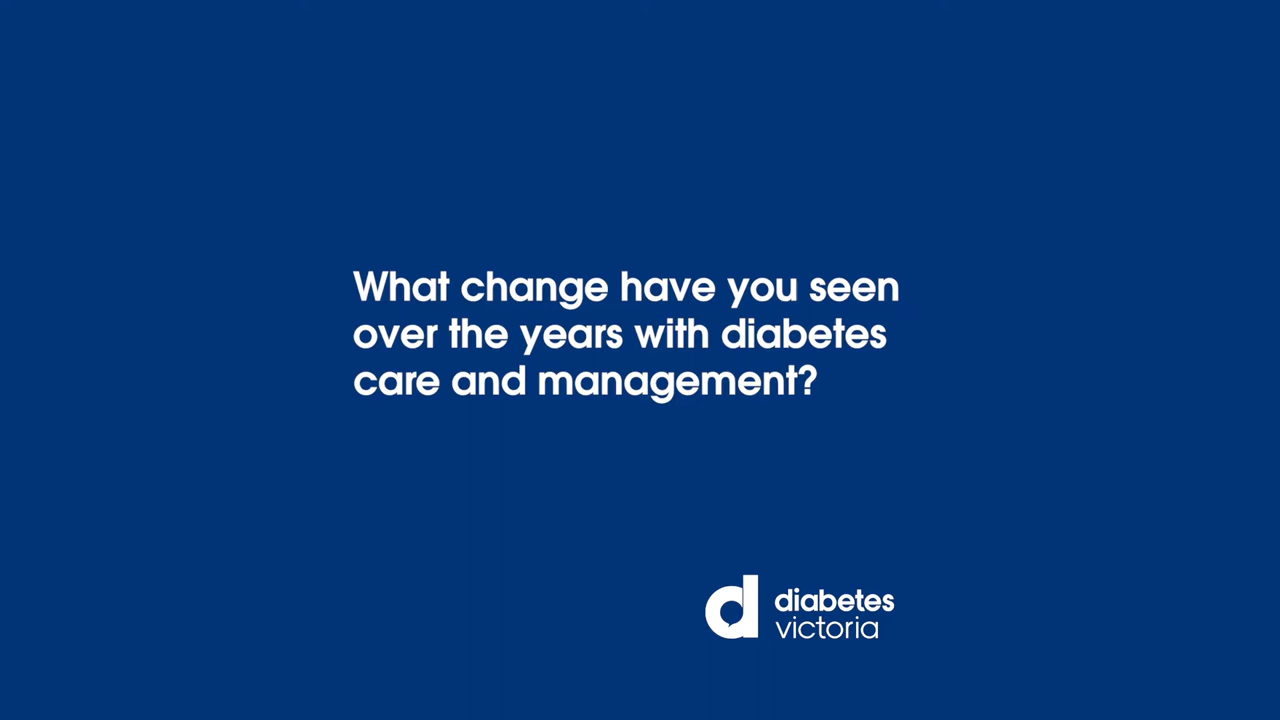 What change have you seen
over the years with diabetes
care and management?
diabetes
victoria